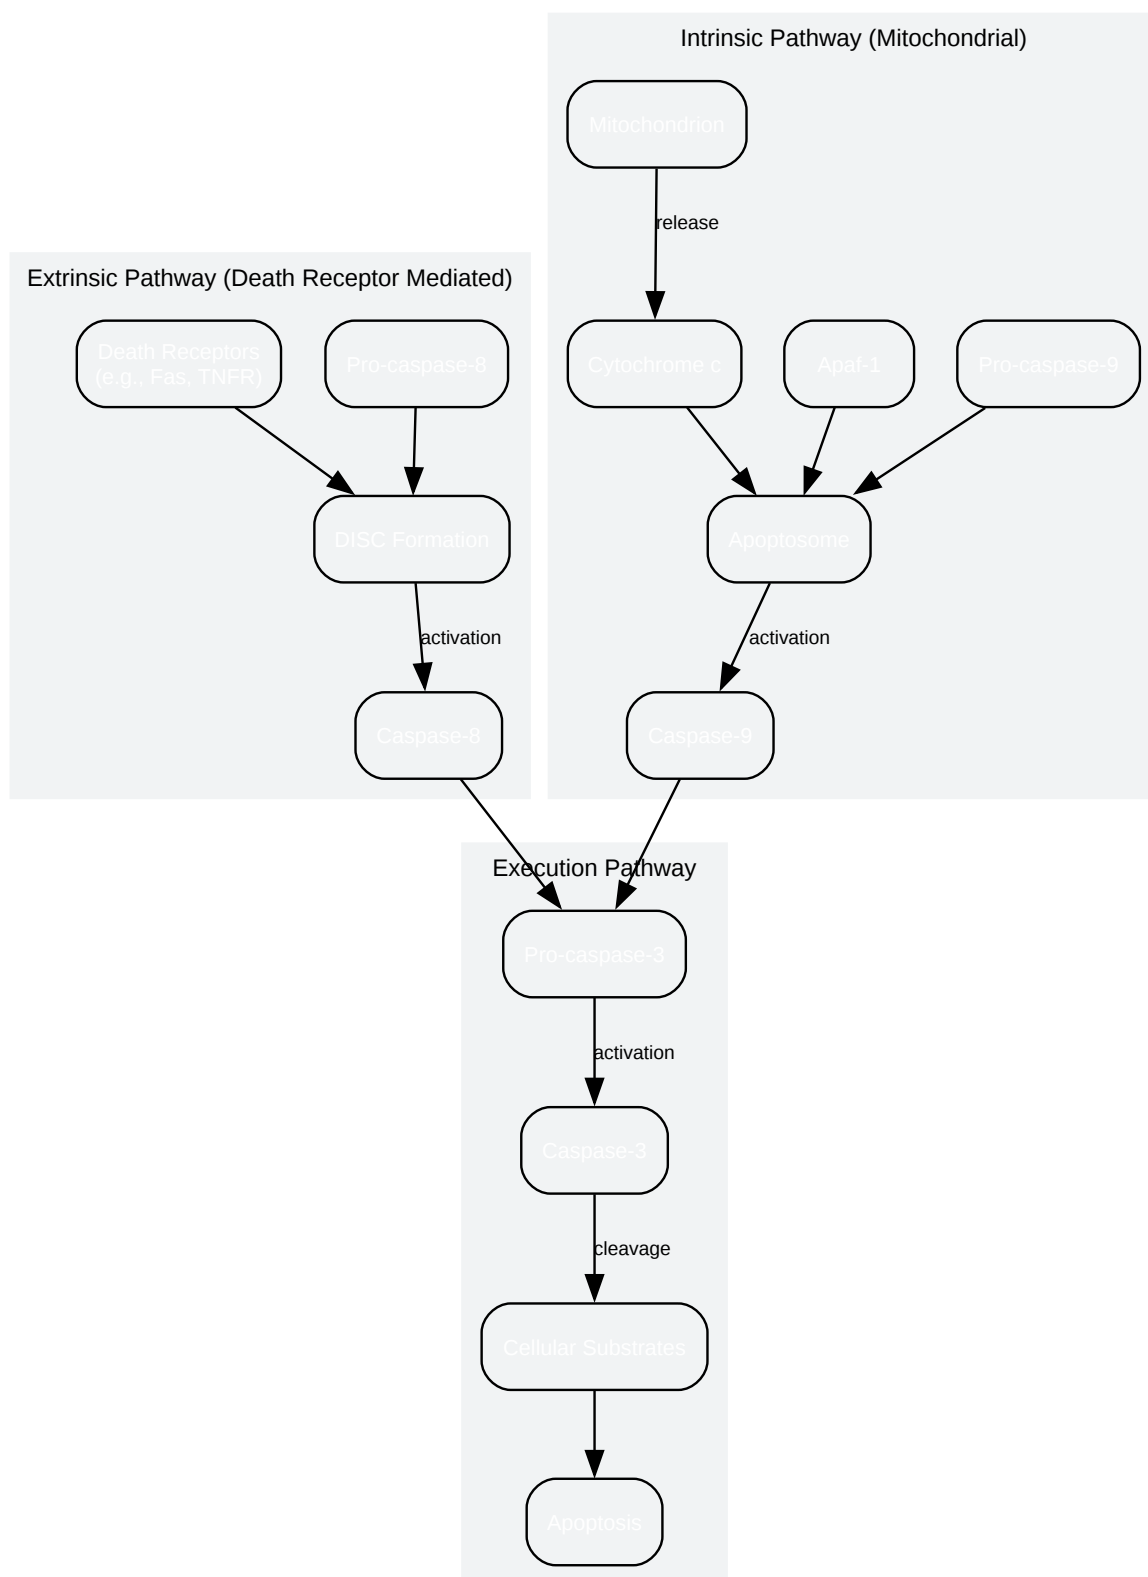 Intrinsic Pathway (Mitochondrial)
Mitochondrion
release
Extrinsic Pathway (Death Receptor Mediated)
Death Receptors
(e.g., Fas, TNFR)
Pro-caspase-8
Cytochrome c
Apaf-1
Pro-caspase-9
DISC Formation
Apoptosome
activation
activation
Caspase-8
Caspase-9
Execution Pathway
Pro-caspase-3
activation
Caspase-3
cleavage
Cellular Substrates
Apoptosis